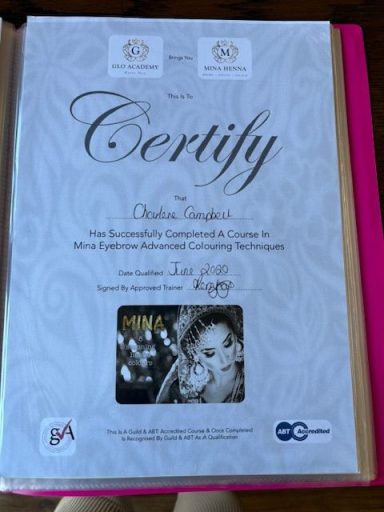 G
GLO' ACADEMY
Brings You
MINA HENNA
This Is To
Certify
That
Charlene Campbell
Has Successfully Completed A Course In
Mina Eyebrow Advanced Colouring Techniques
Date Qualified June 2020
Signed By Approved Trainer
MINA
gA
This Is A Guild & ABT Accredited Course & Once Completed
Is Recognised By Guild & ABT As A Qualification
ABT Accredited